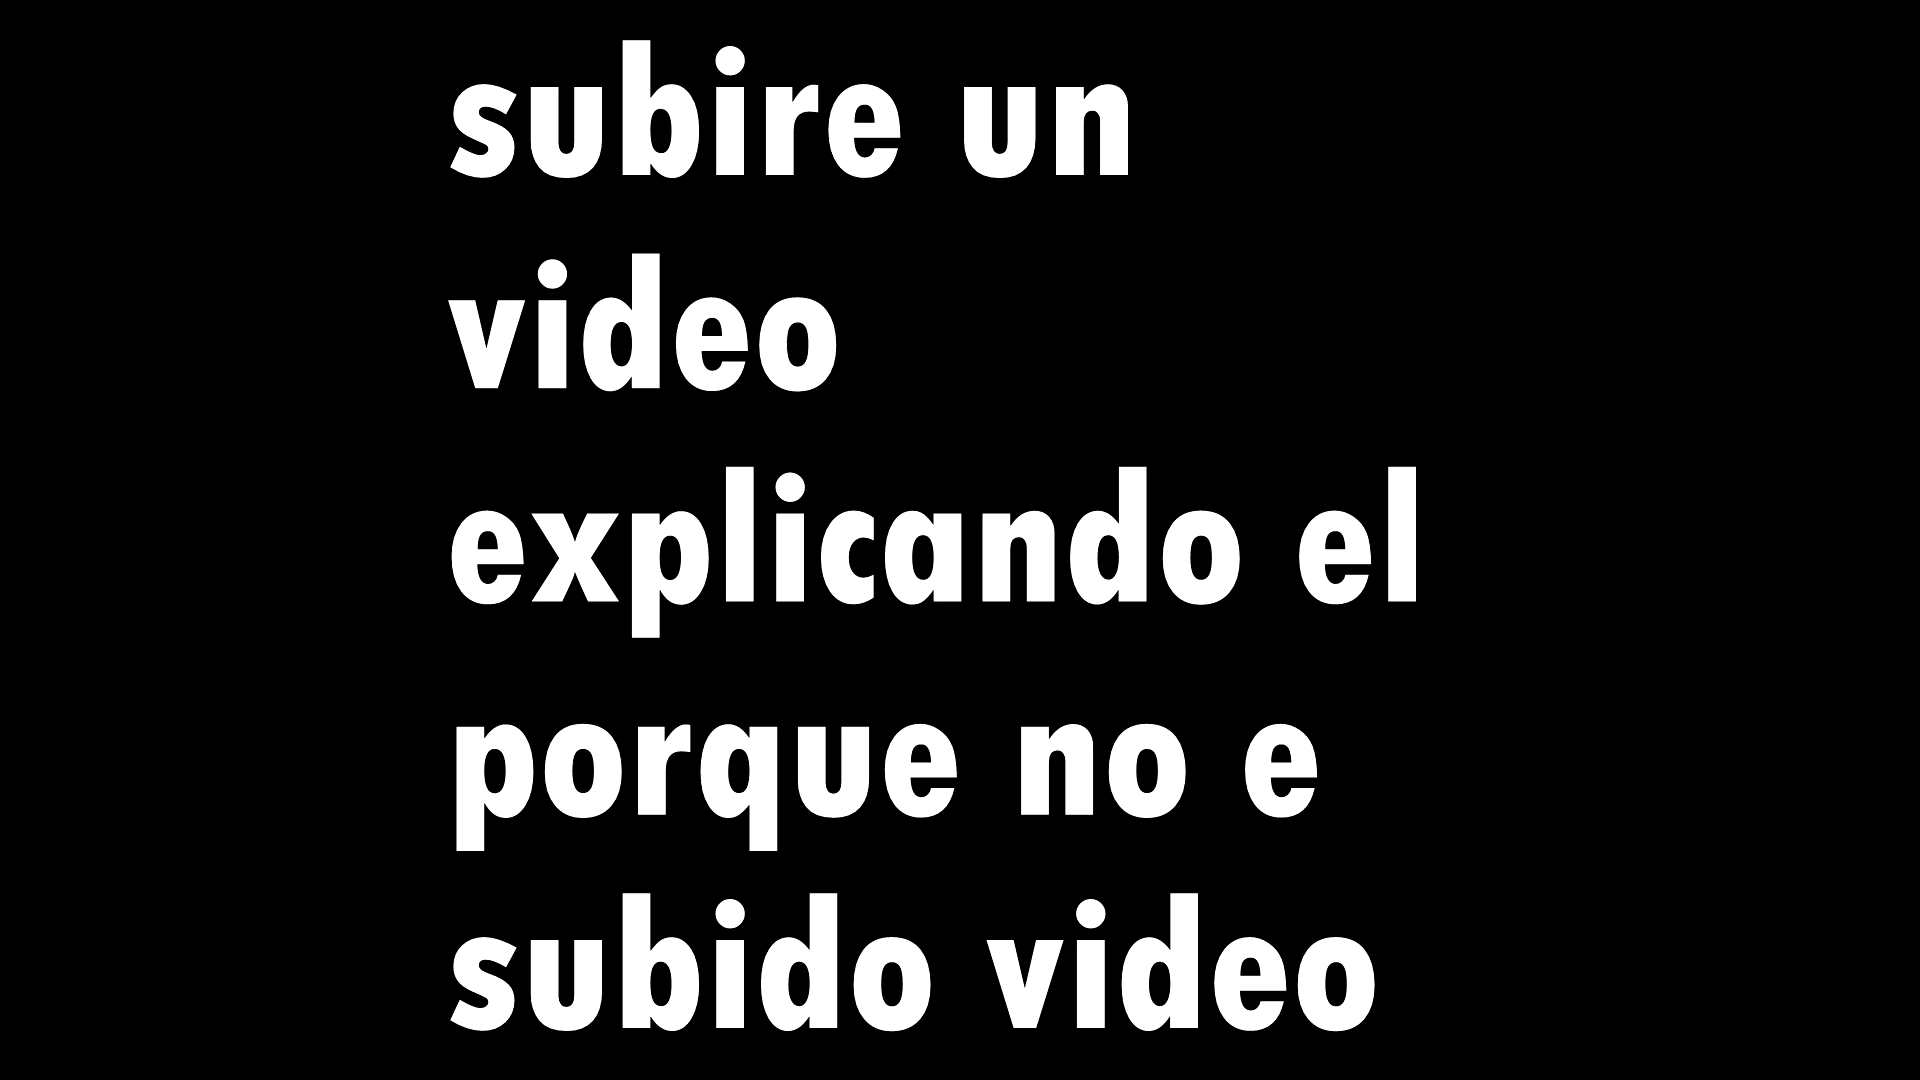 subire un
video
explicando el
porque no e
subido video